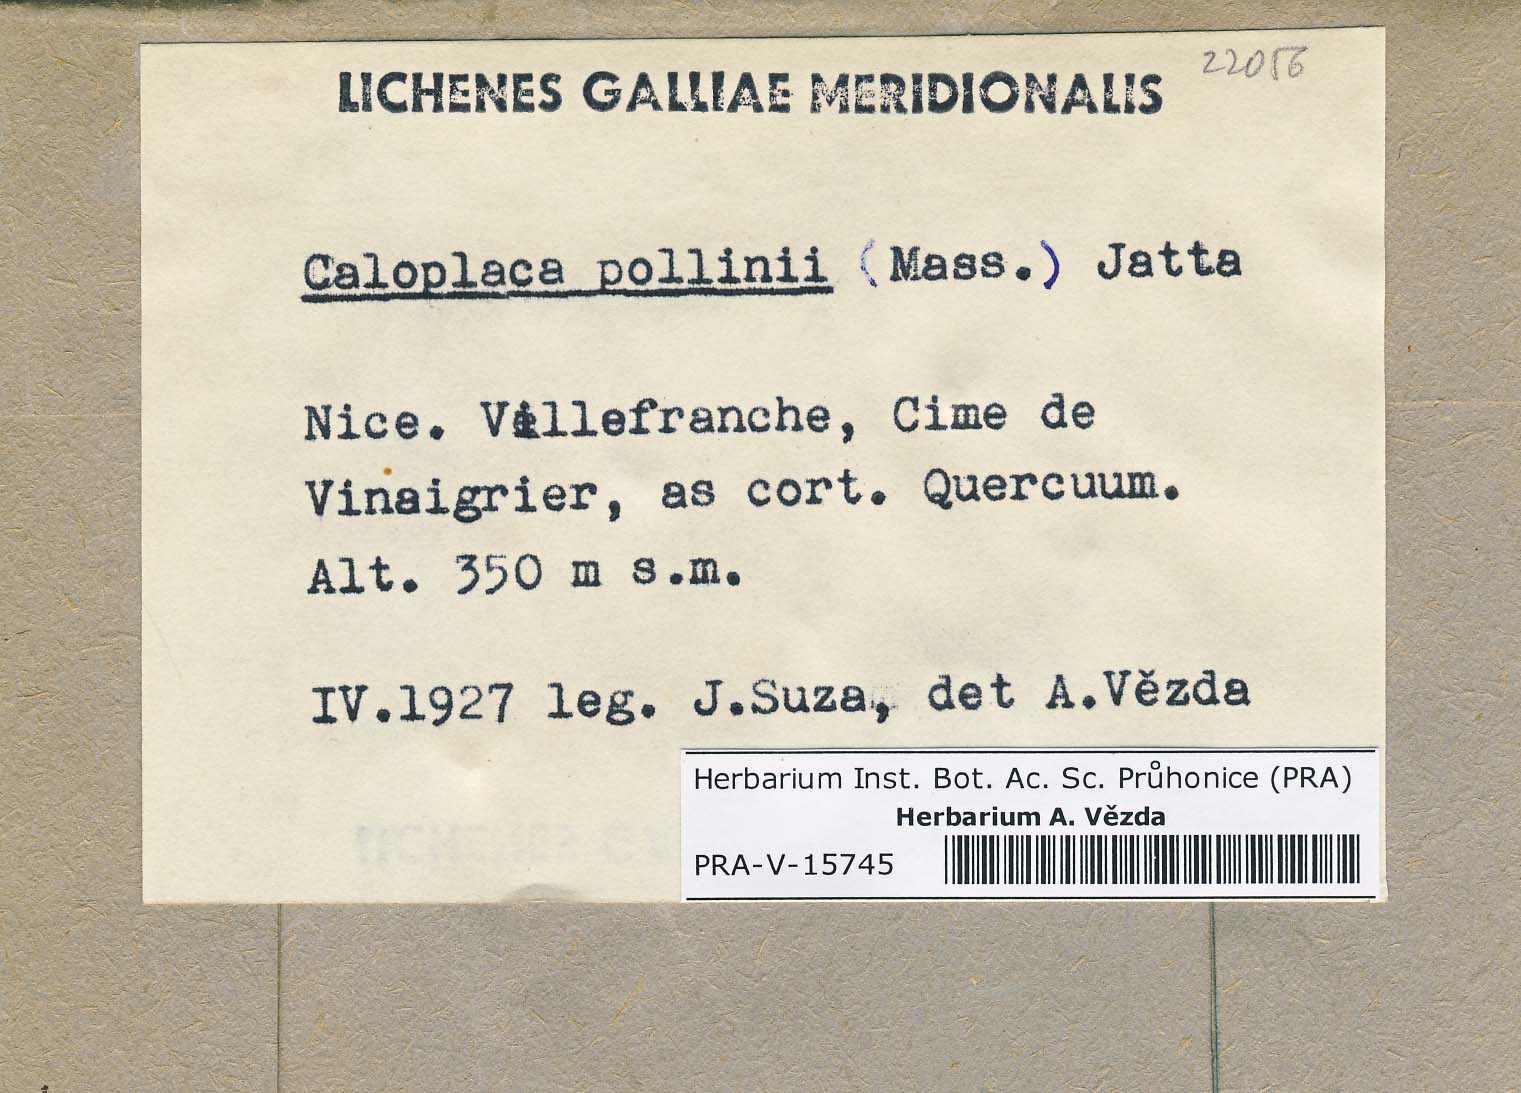 22056
LICHENES GALLIAE MERIDIONALIS
Caloplaca pollinii (Mass.) Jatta
Nice. Villefranche, Cime de
Vinaigrier, as cort. Quercuum.
Alt. 350 m s.m.
IV.1927 leg. J.Suza, det A.Vězda
Herbarium Inst. Bot. Ac. Sc. Průhonice (PRA)
Herbarium A. Vězda
PRA-V-15745